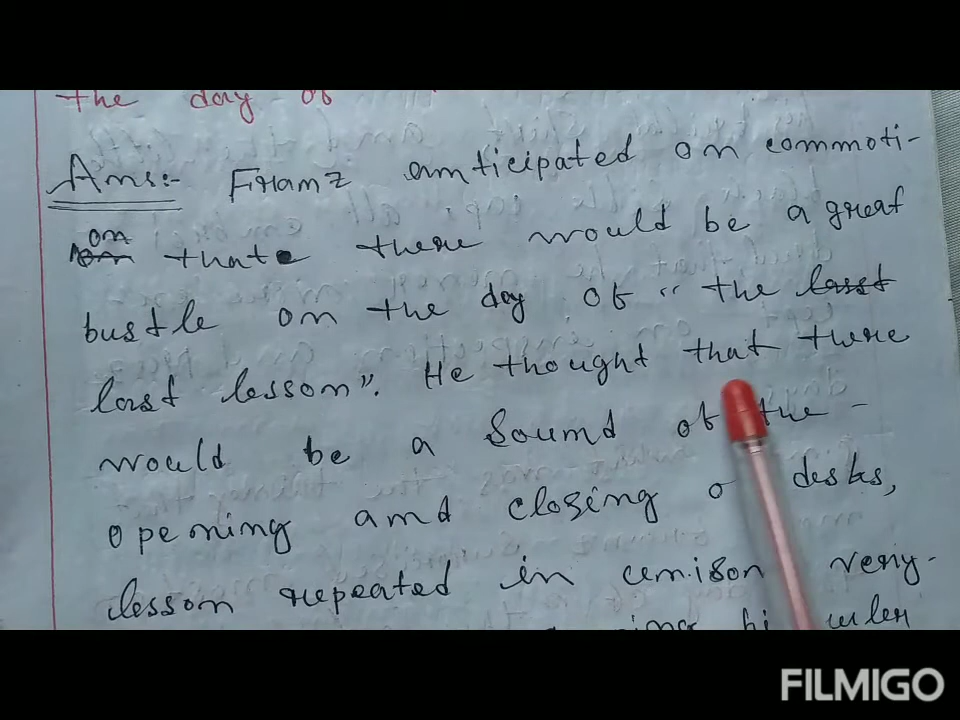 the day of
Ans:- Franz anticipated on commoti-
on thate there would be a great
bustle on the day of "the last
last lesson". He thought that there
would be a sound of the -
opening and closing o desks,
lesson repeated in unison very-
FILMIGO